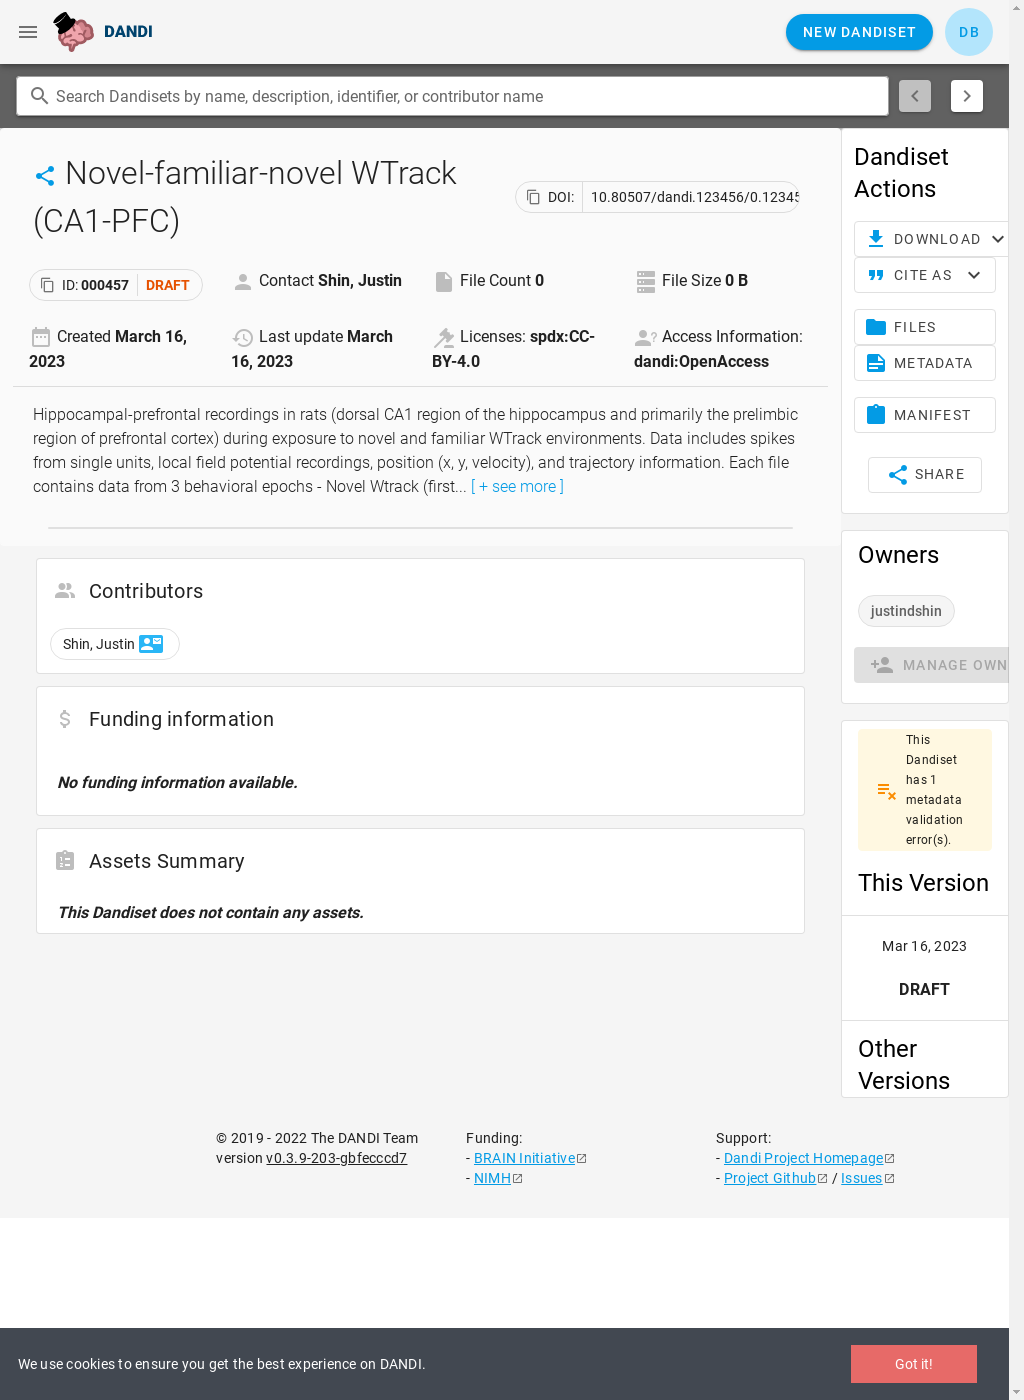 DANDI
NEW DANDISET
DB
Search Dandisets by name, description, identifier, or contributor name
Novel-familiar-novel WTrack
(CA1-PFC)
DOI: 10.80507/dandi.123456/0.12345
ID: 000457 DRAFT
Contact Shin, Justin
File Count 0
File Size 0 B
Created March 16,
2023
Last update March
16, 2023
Licenses: spdx:CC-
BY-4.0
Access Information:
dandi:OpenAccess
Hippocampal-prefrontal recordings in rats (dorsal CA1 region of the hippocampus and primarily the prelimbic
region of prefrontal cortex) during exposure to novel and familiar WTrack environments. Data includes spikes
from single units, local field potential recordings, position (x, y, velocity), and trajectory information. Each file
contains data from 3 behavioral epochs - Novel Wtrack (first... [ + see more ]
Contributors
Shin, Justin
Funding information
No funding information available.
Assets Summary
This Dandiset does not contain any assets.
Dandiset
Actions
DOWNLOAD
CITE AS
FILES
METADATA
MANIFEST
SHARE
Owners
justindshin
MANAGE OWN
This
Dandiset
has 1
metadata
validation
error(s).
This Version
Mar 16, 2023
DRAFT
Other
Versions
© 2019 - 2022 The DANDI Team
version v0.3.9-203-gbfecccd7
Funding:
- BRAIN Initiative
- NIMH
Support:
- Dandi Project Homepage
- Project Github / Issues
We use cookies to ensure you get the best experience on DANDI.
Got it!